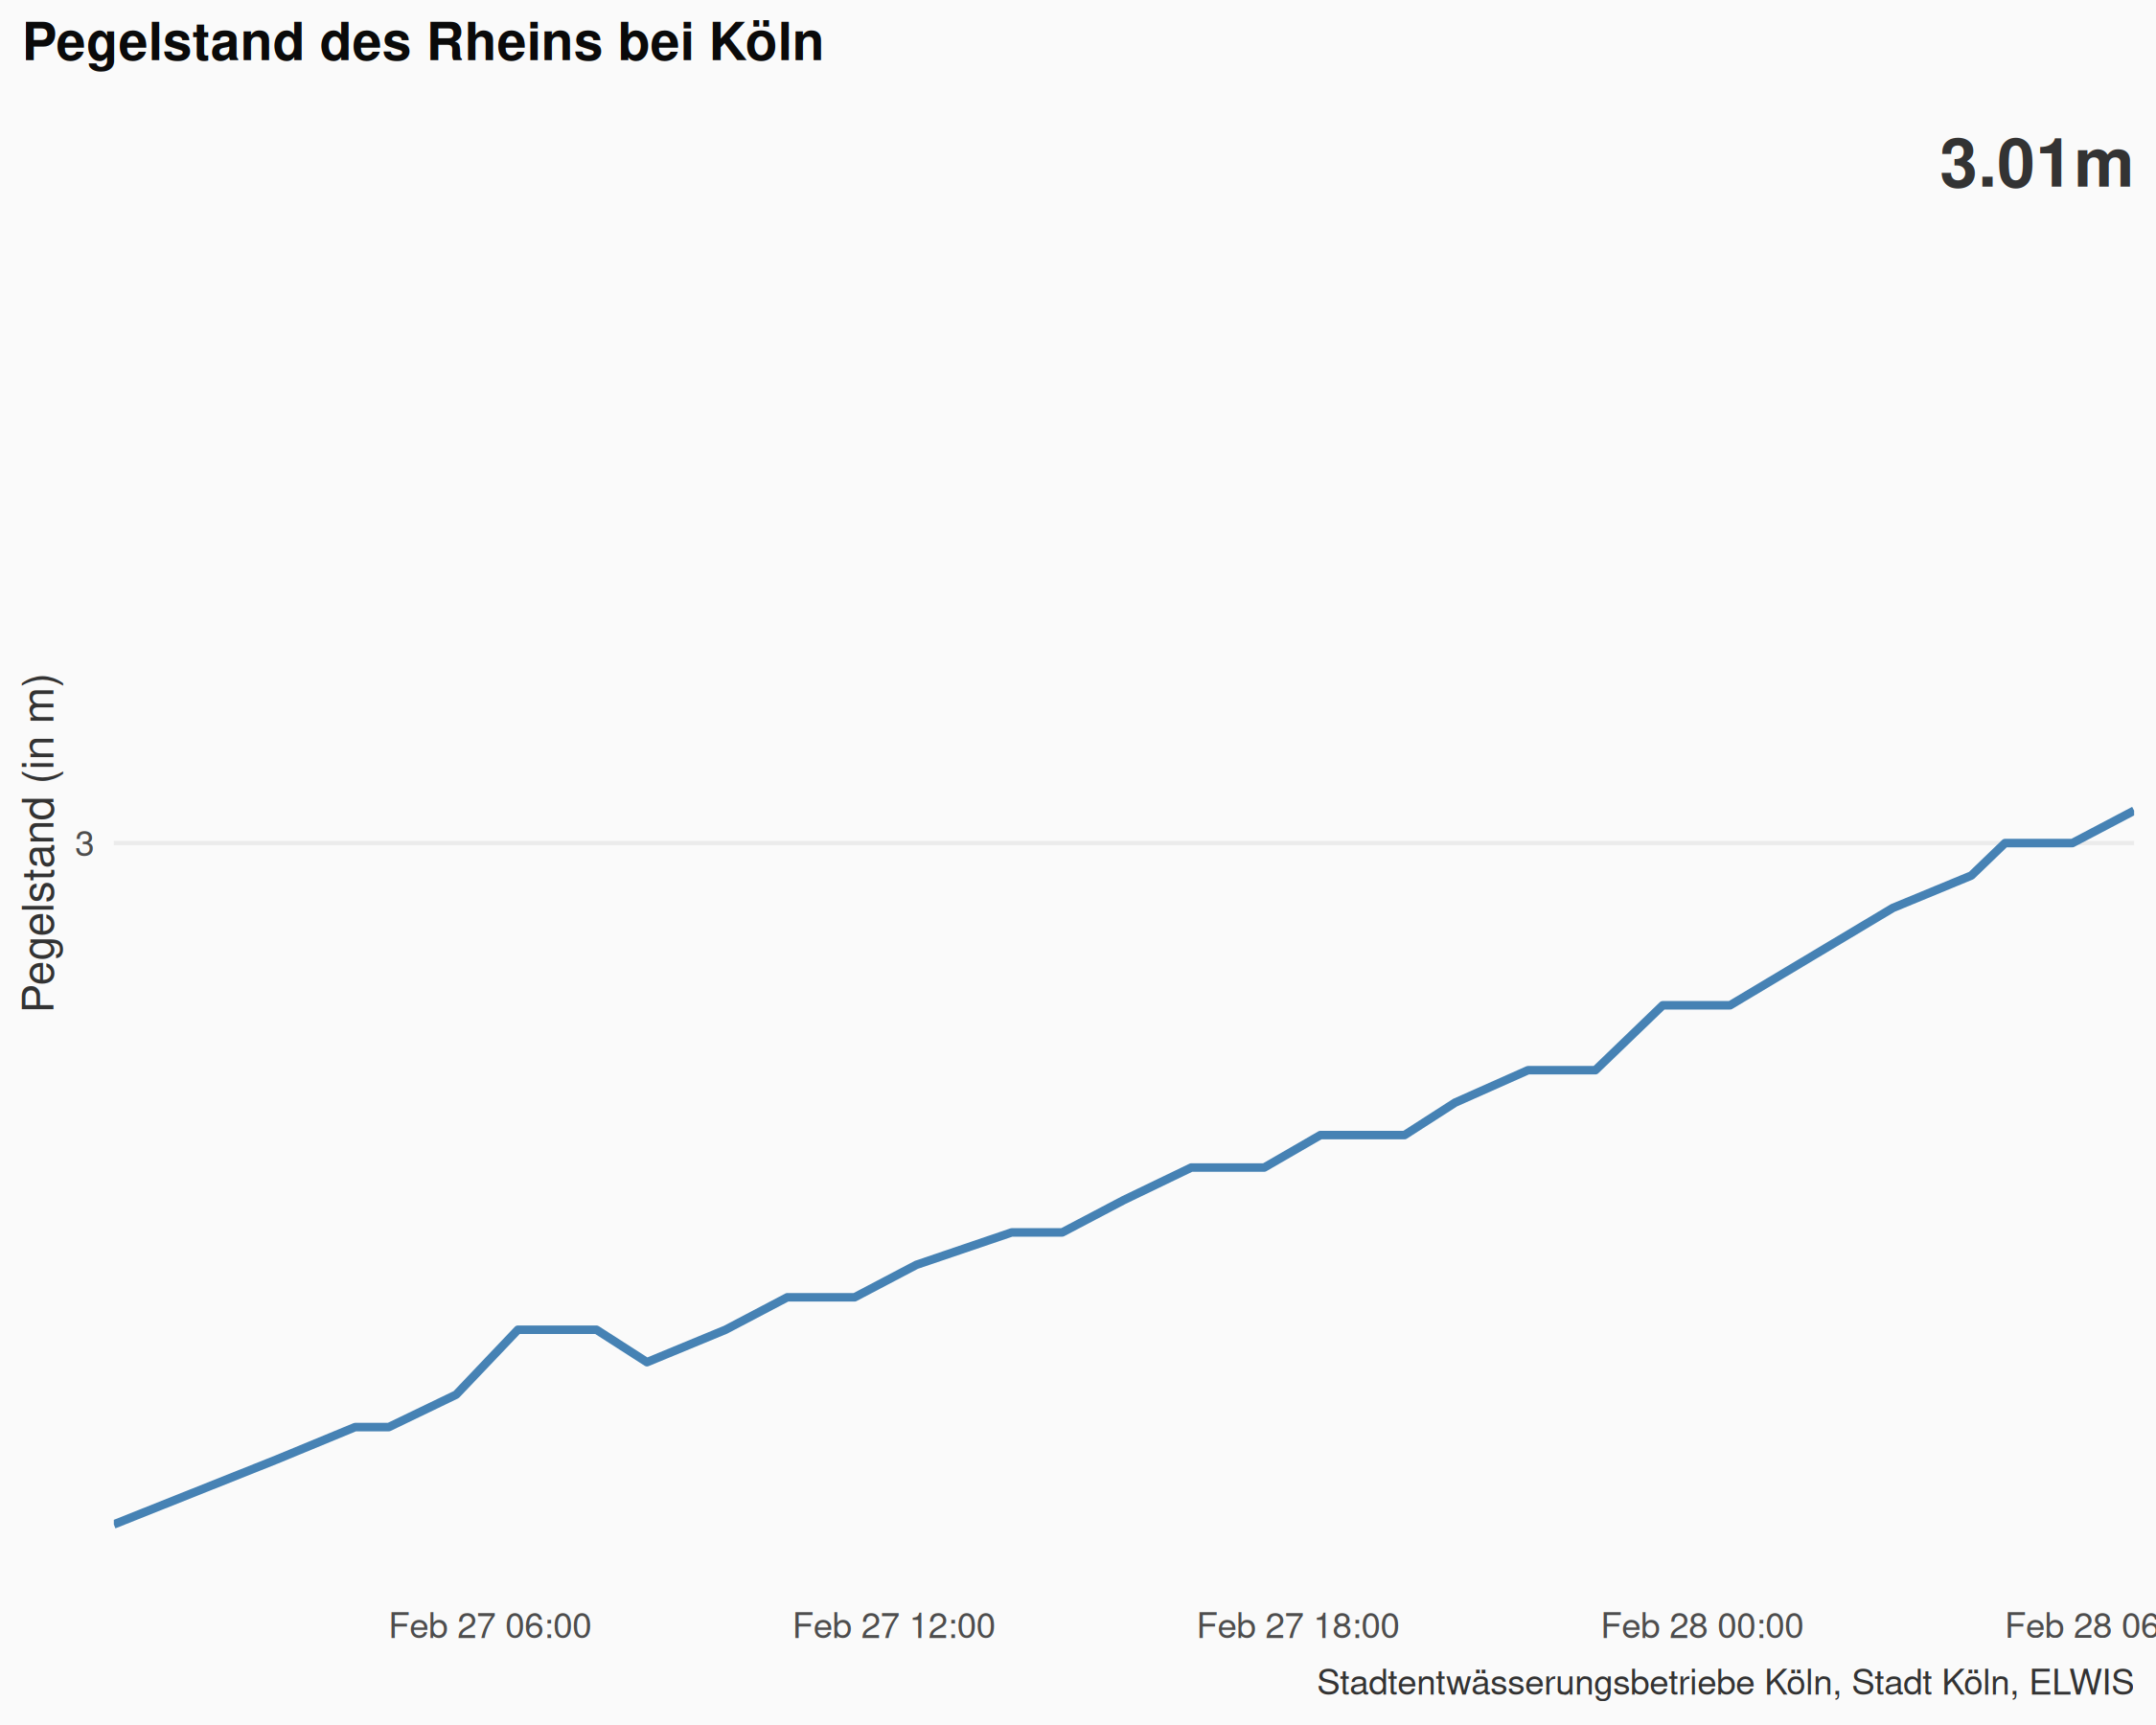 Pegelstand des Rheins bei Köln
3.01m
Pegelstand (in m)
3
Feb 27 06:00
Feb 27 12:00
Feb 27 18:00
Feb 28 00:00
Feb 28 06
Stadtentwässerungsbetriebe Köln, Stadt Köln, ELWIS